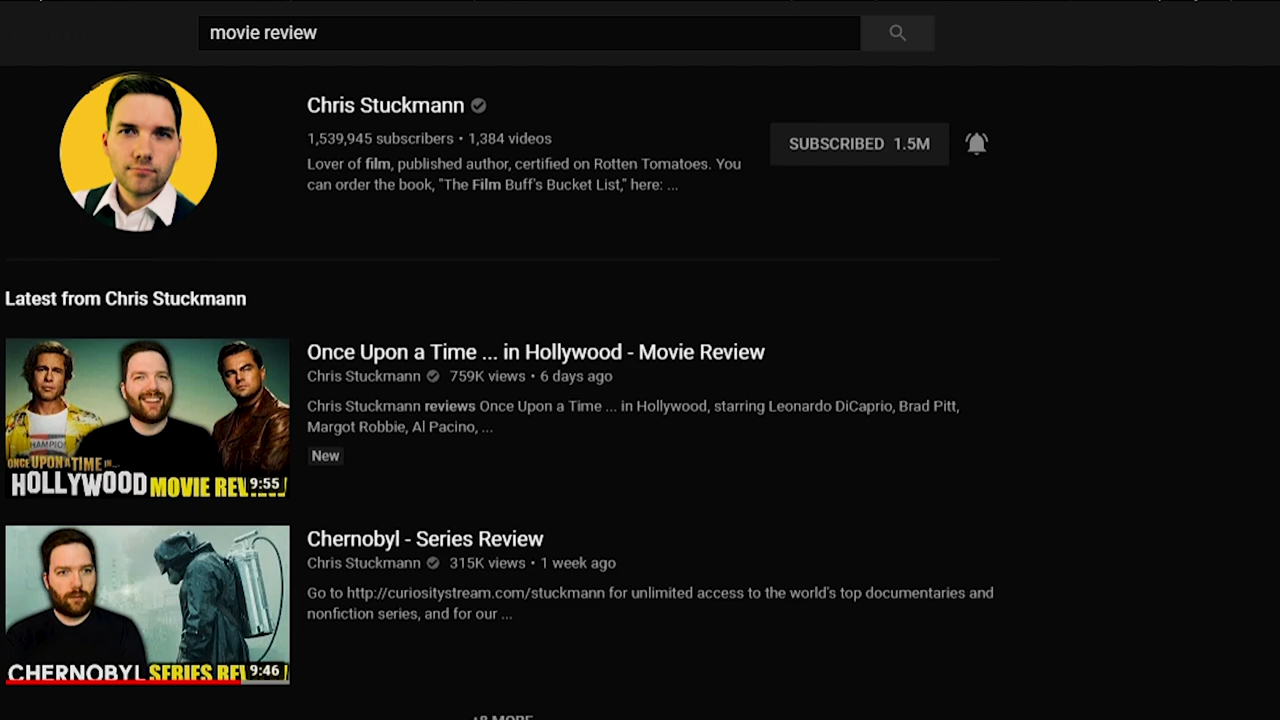 movie review
Chris Stuckmann
1,539,945 subscribers • 1,384 videos
Lover of film, published author, certified on Rotten Tomatoes. You
can order the book, "The Film Buff's Bucket List," here: ...
SUBSCRIBED 1.5M
Latest from Chris Stuckmann
CHAMPION
ONCE UPON A TIME IN...
HOLLYWOOD MOVIE
9:55
Once Upon a Time ... in Hollywood - Movie Review
Chris Stuckmann 759K views • 6 days ago
Chris Stuckmann reviews Once Upon a Time ... in Hollywood, starring Leonardo DiCaprio, Brad Pitt,
Margot Robbie, Al Pacino, ...
New
CHERNOBYL SERIES
9:46
Chernobyl - Series Review
Chris Stuckmann 315K views • 1 week ago
Go to http://curiositystream.com/stuckmann for unlimited access to the world's top documentaries and
nonfiction series, and for our ...
+8 MORE